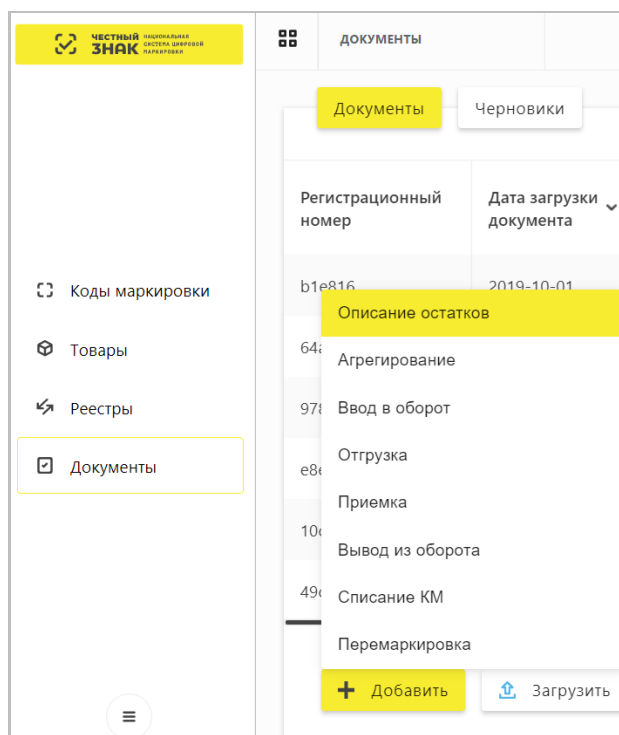 ЧЕСТНЫЙ
ЗНАК
НАЦИОНАЛЬНАЯ
СИСТЕМА ЦИФРОВОЙ
МАРКИРОВКИ
ДОКУМЕНТЫ
Документы
Черновики
Регистрационный
номер
Дата загрузки
документа
b1e816
2019-10-01
Коды маркировки
Товары
Реестры
Документы
Описание остатков
Агрегирование
Ввод в оборот
Отгрузка
Приемка
Вывод из оборота
Списание КМ
Перемаркировка
Добавить
Загрузить